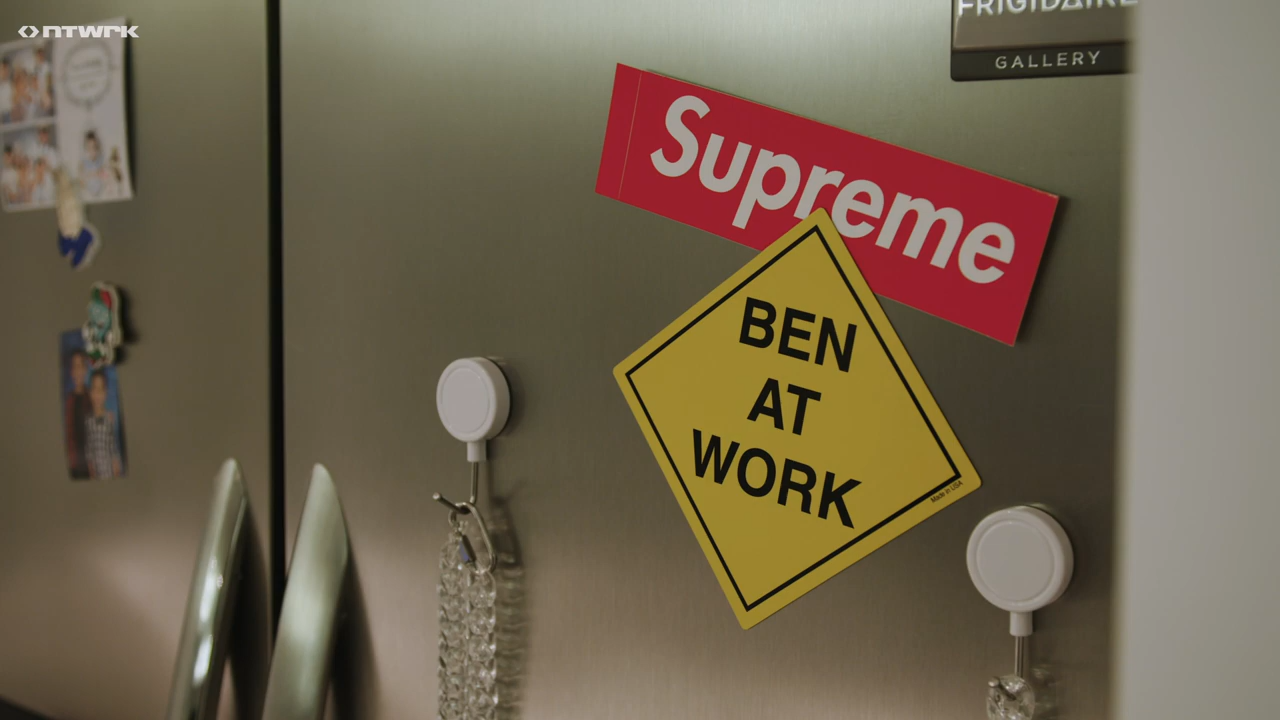 ntwrk
FRIGIDAIRE
GALLERY
Supreme
BEN
AT
WORK
Made in USA